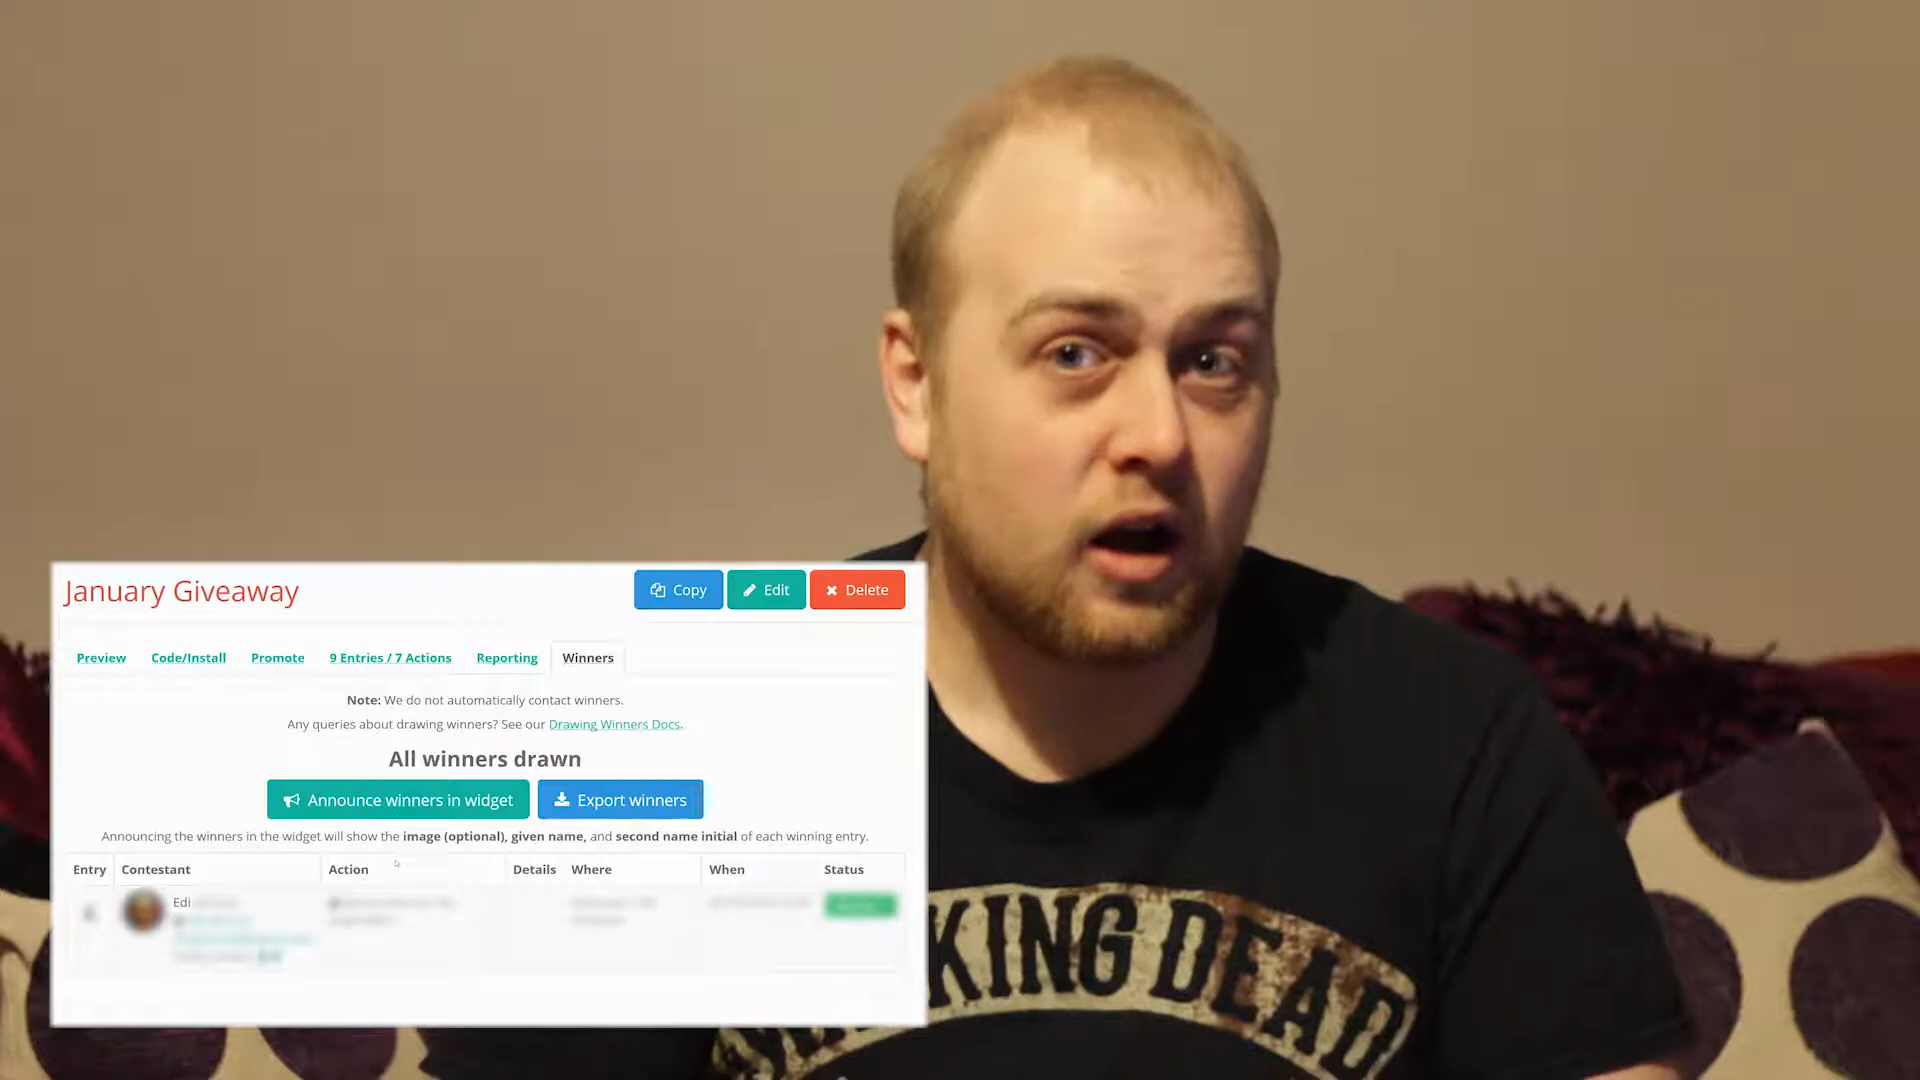 January Giveaway
Copy
Edit
Delete
Preview
Code/Install
Promote
9 Entries / 7 Actions
Reporting
Winners
Note: We do not automatically contact winners.
Any queries about drawing winners? See our Drawing Winners Docs.
All winners drawn
Announce winners in widget
Export winners
Announcing the winners in the widget will show the image (optional), given name, and second name initial of each winning entry.
Entry
Contestant
Action
Details
Where
When
Status
Edi
KING DEAD